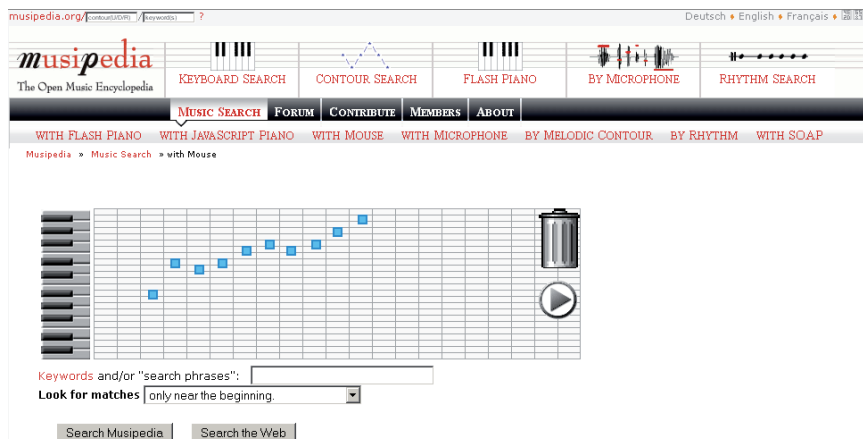 musipedia.org/ contour(U/D/R) / keyword(s) ?
Deutsch • English • Français •
musipedia
The Open Music Encyclopedia
KEYBOARD SEARCH CONTOUR SEARCH FLASH PIANO BY MICROPHONE RHYTHM SEARCH
MUSIC SEARCH FORUM CONTRIBUTE MEMBERS ABOUT
WITH FLASH PIANO WITH JAVASCRIPT PIANO WITH MOUSE WITH MICROPHONE BY MELODIC CONTOUR BY RHYTHM WITH SOAP
Musipedia » Music Search » with Mouse
Keywords and/or "search phrases":
Look for matches only near the beginning.
Search Musipedia Search the Web